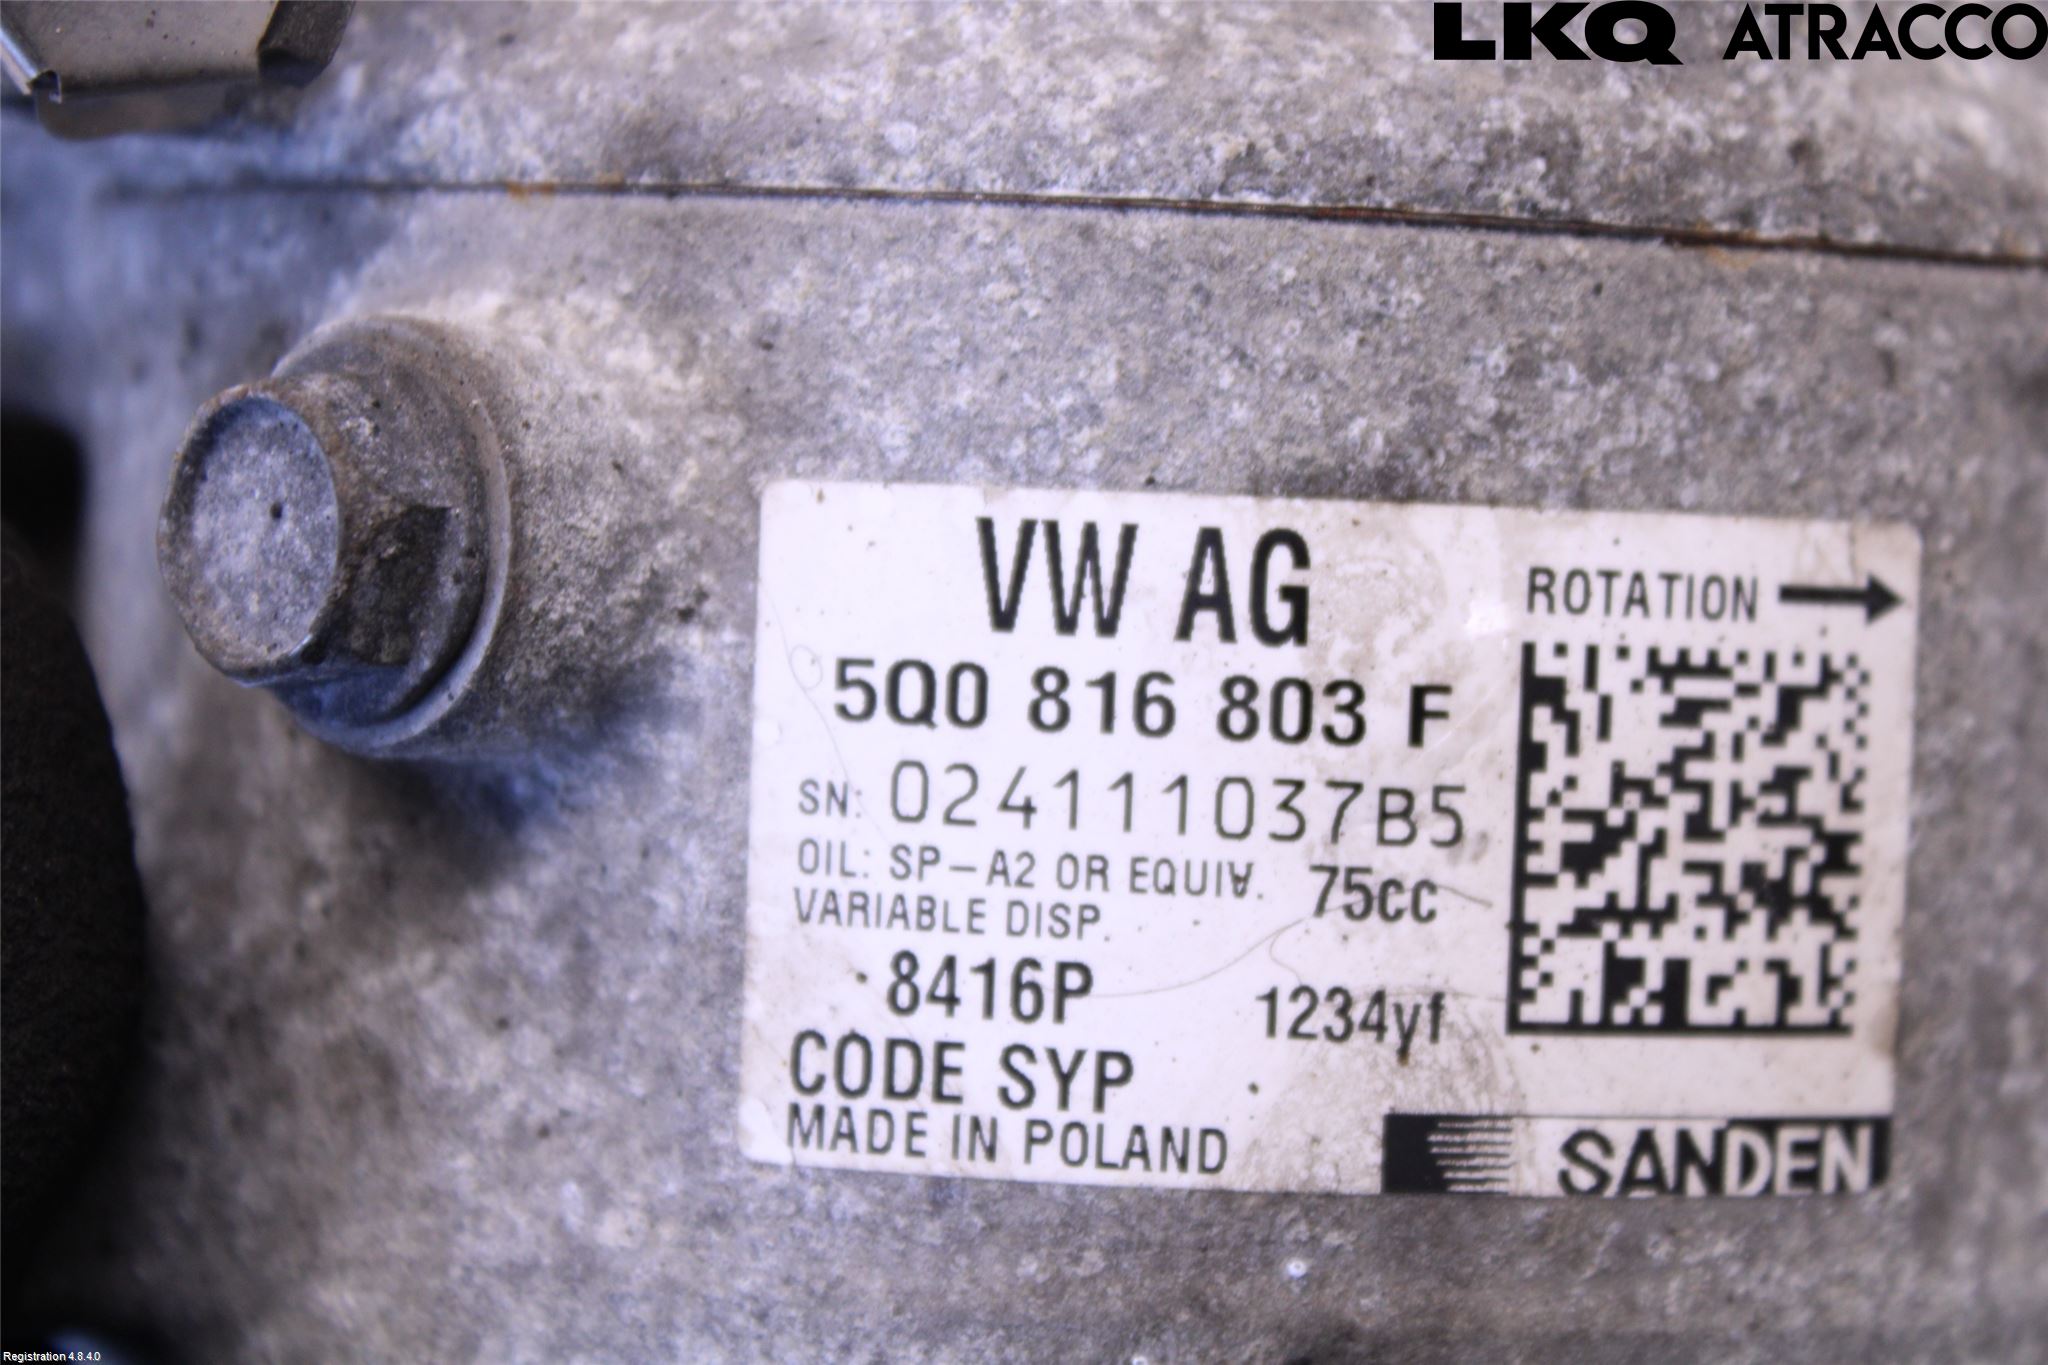 LKQ ATRACCO
VW AG
ROTATION
5Q0 816 803 F
SN: 024111037B5
OIL: SP-A2 OR EQUIV. 75cc
VARIABLE DISP.
8416P
1234yf
CODE SYP
MADE IN POLAND
SANDEN
Registration 4.8.4.0